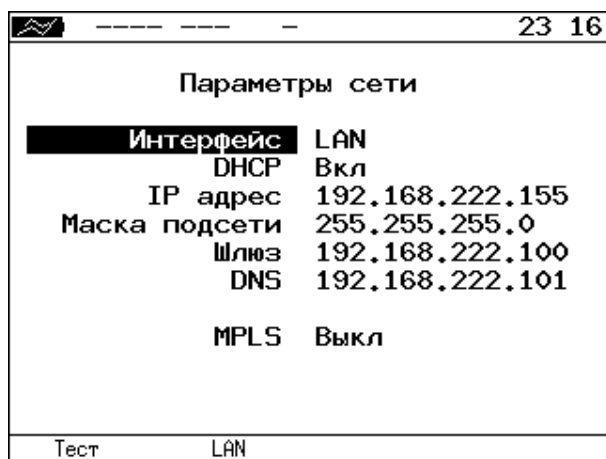 ---- --- - 23 16
Параметры сети
Интерфейс LAN
DHCP Вкл
IP адрес 192.168.222.155
Маска подсети 255.255.255.0
Шлюз 192.168.222.100
DNS 192.168.222.101
MPLS Выкл
Тест LAN